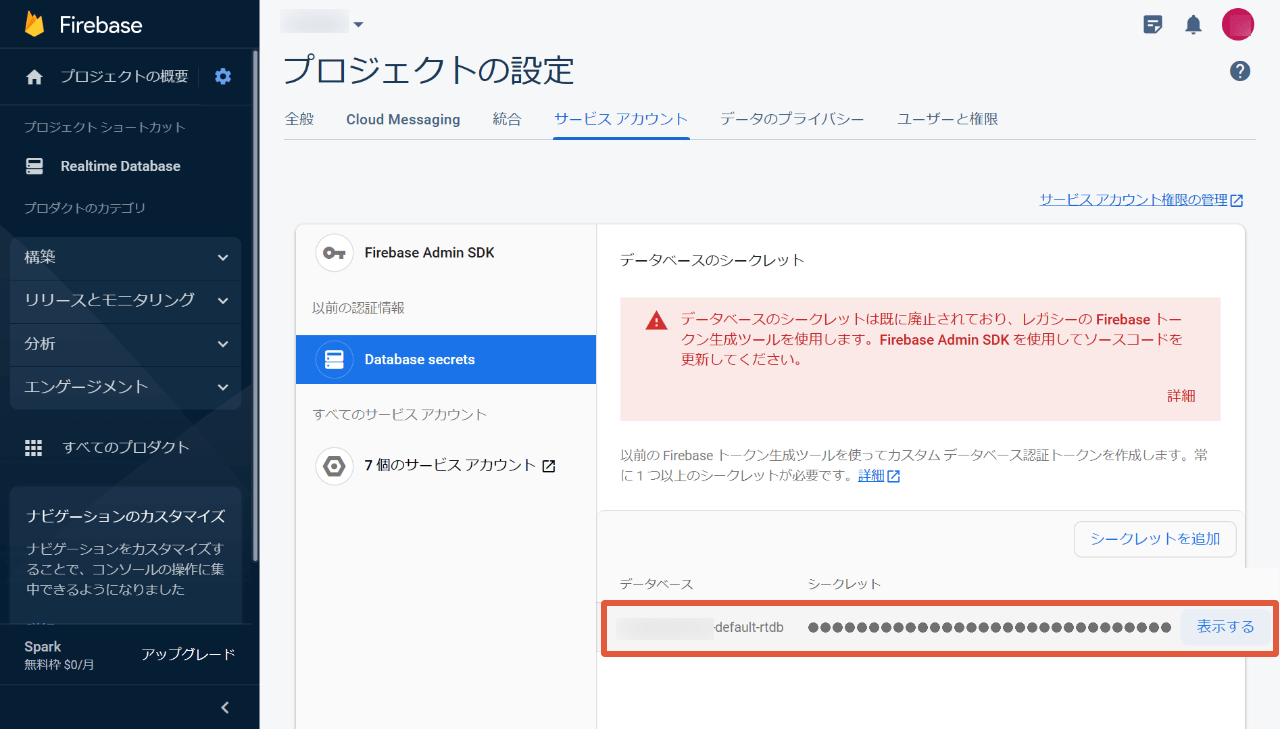 Firebase
プロジェクトの概要
プロジェクト ショートカット
Realtime Database
プロダクトのカテゴリ
構築
リリースとモニタリング
分析
エンゲージメント
すべてのプロダクト
ナビゲーションのカスタマイズ
ナビゲーションをカスタマイズす
ることで、コンソールの操作に集
中できるようになりました
Spark
無料枠 $0/月
アップグレード
プロジェクトの設定
全般
Cloud Messaging
統合
サービス アカウント
データのプライバシー
ユーザーと権限
サービス アカウント権限の管理
Firebase Admin SDK
以前の認証情報
Database secrets
すべてのサービス アカウント
7 個のサービス アカウント
データベースのシークレット
データベースのシークレットは既に廃止されており、レガシーの Firebase トー
クン生成ツールを使用します。Firebase Admin SDK を使用してソースコードを
更新してください。
詳細
以前の Firebase トークン生成ツールを使ってカスタム データベース認証トークンを作成します。常
に 1 つ以上のシークレットが必要です。詳細
シークレットを追加
データベース
シークレット
-default-rtdb
●●●●●●●●●●●●●●●●●●●●●●●●●●●●●●
表示する